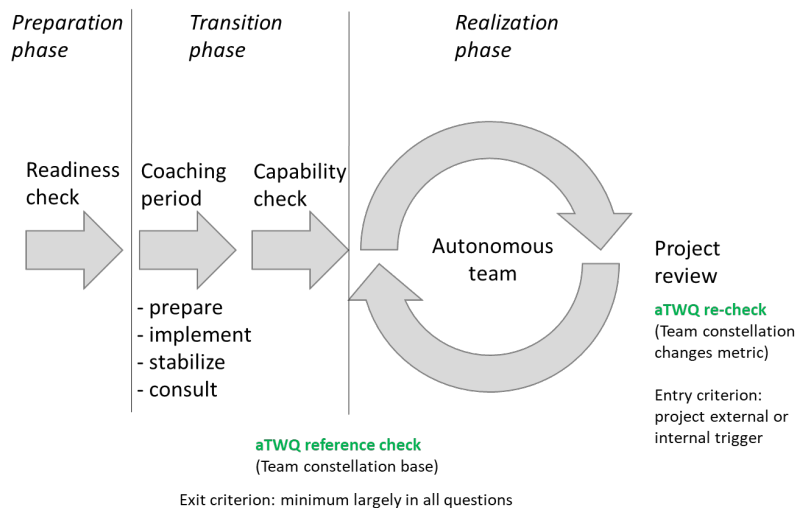 Preparation
phase
Transition
phase
Realization
phase
Readiness
check
Coaching
period
Capability
check
- prepare
- implement
- stabilize
- consult
Autonomous
team
Project
review
aTWQ re-check
(Team constellation
changes metric)
Entry criterion:
project external or
internal trigger
aTWQ reference check
(Team constellation base)
Exit criterion: minimum largely in all questions